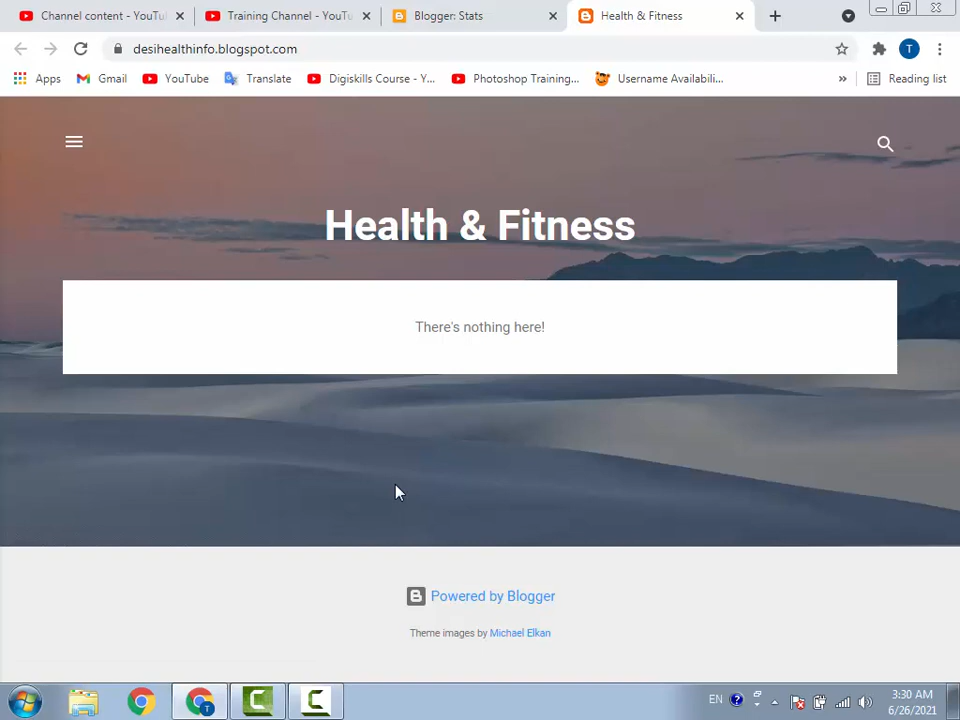 Channel content - YouTu
Training Channel - YouTu
Blogger: Stats
Health & Fitness
desihealthinfo.blogspot.com
T
Apps
Gmail
YouTube
Translate
Digiskills Course - Y...
Photoshop Training...
Username Availabili...
»
Reading list
Health & Fitness
There's nothing here!
Powered by Blogger
Theme images by Michael Elkan
T
EN
3:30 AM
6/26/2021